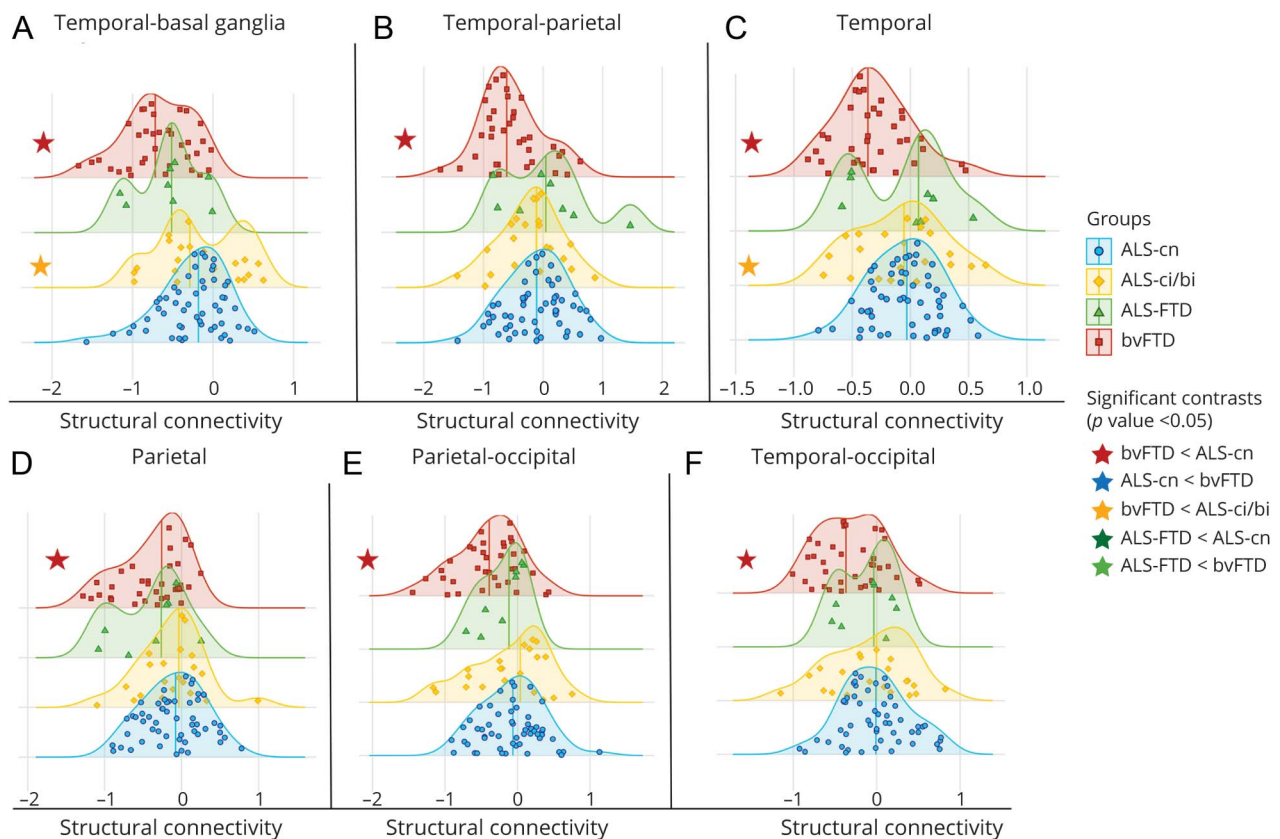 A Temporal-basal ganglia
B Temporal-parietal
C Temporal
−2 −1 0 1
−2 −1 0 1 2
−1.5 −1.0 −0.5 0.0 0.5 1.0
Structural connectivity
Structural connectivity
Structural connectivity
Groups
ALS-cn
ALS-ci/bi
ALS-FTD
bvFTD
Significant contrasts
(p value <0.05)
bvFTD < ALS-cn
ALS-cn < bvFTD
bvFTD < ALS-ci/bi
ALS-FTD < ALS-cn
ALS-FTD < bvFTD
D Parietal
E Parietal-occipital
F Temporal-occipital
−2 −1 0 1
−2 −1 0 1
−1 0 1
Structural connectivity
Structural connectivity
Structural connectivity